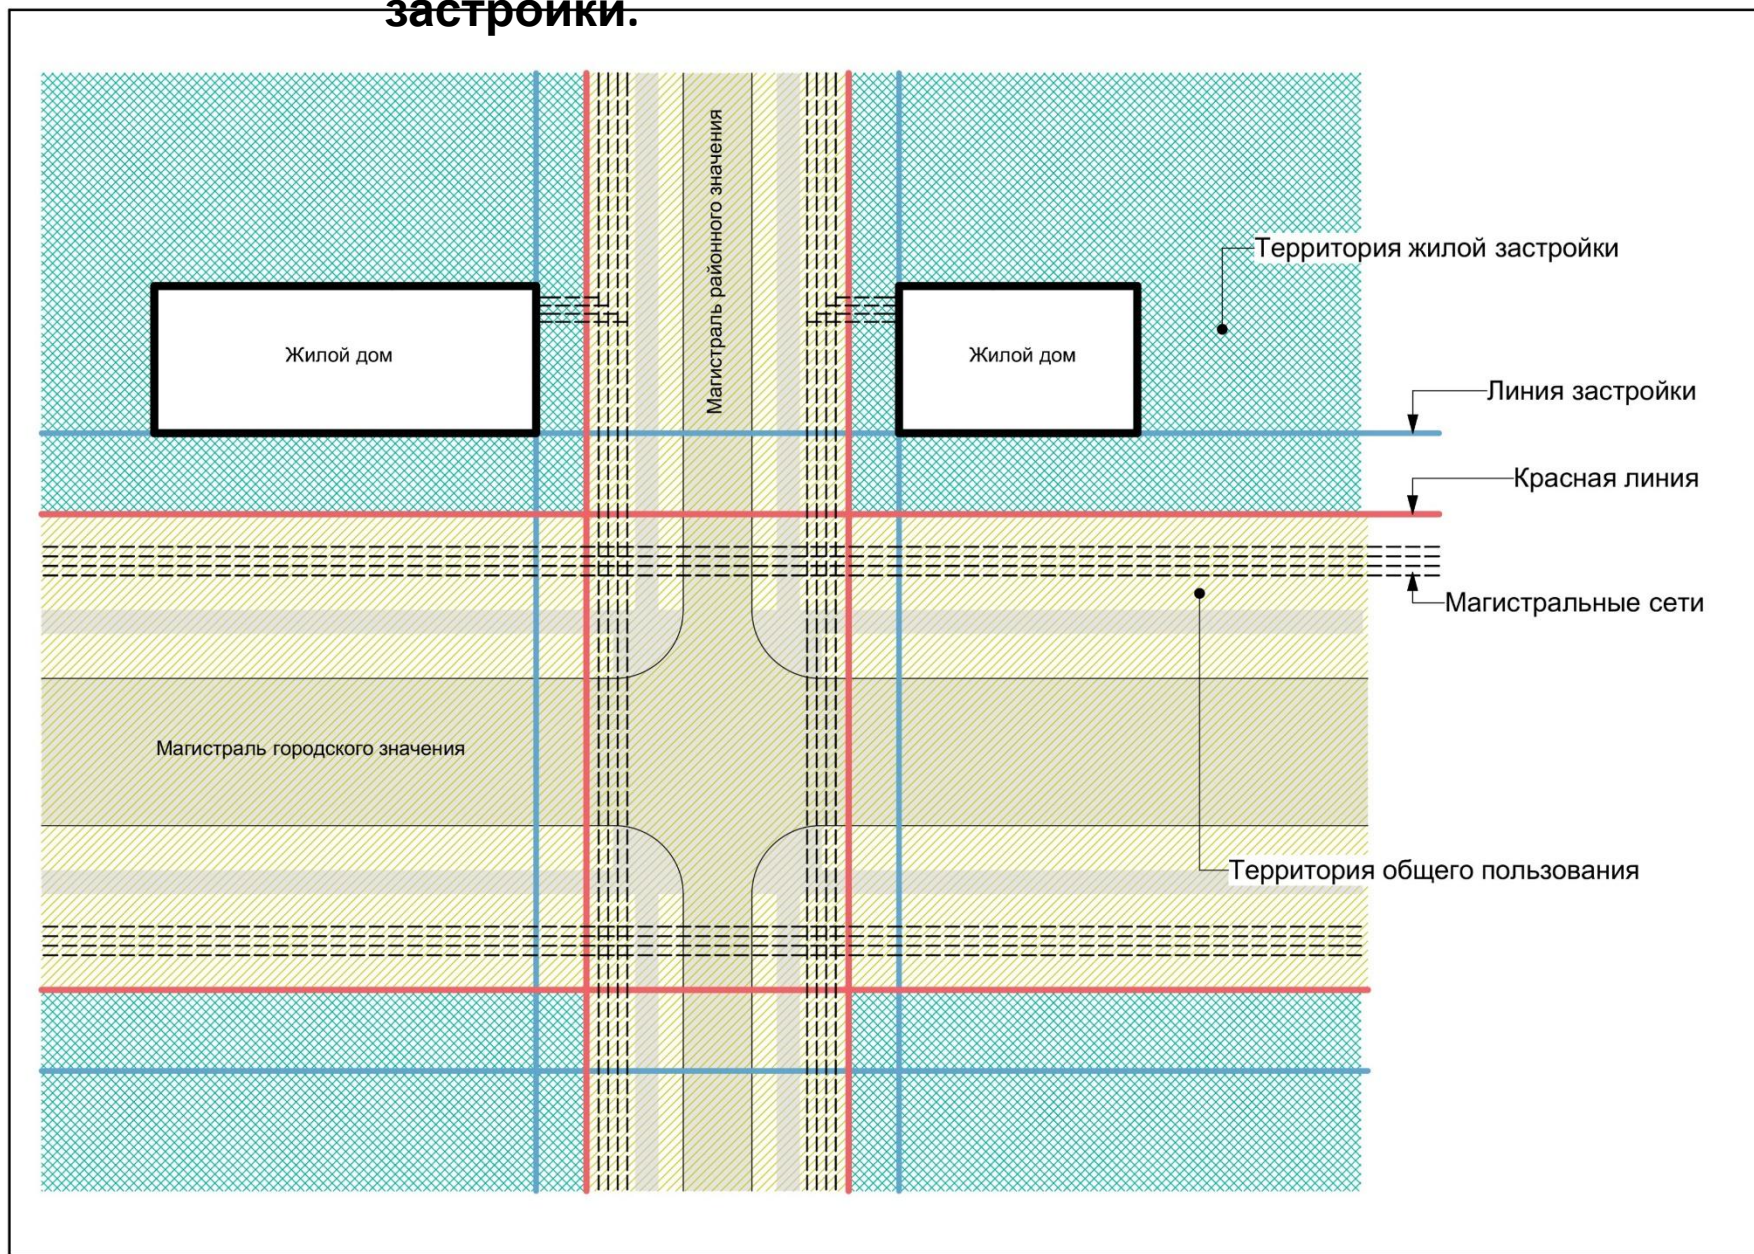 застройки.
Магистраль районного значения
Территория жилой застройки
Жилой дом
Жилой дом
Линия застройки
Красная линия
Магистральные сети
Магистраль городского значения
Территория общего пользования